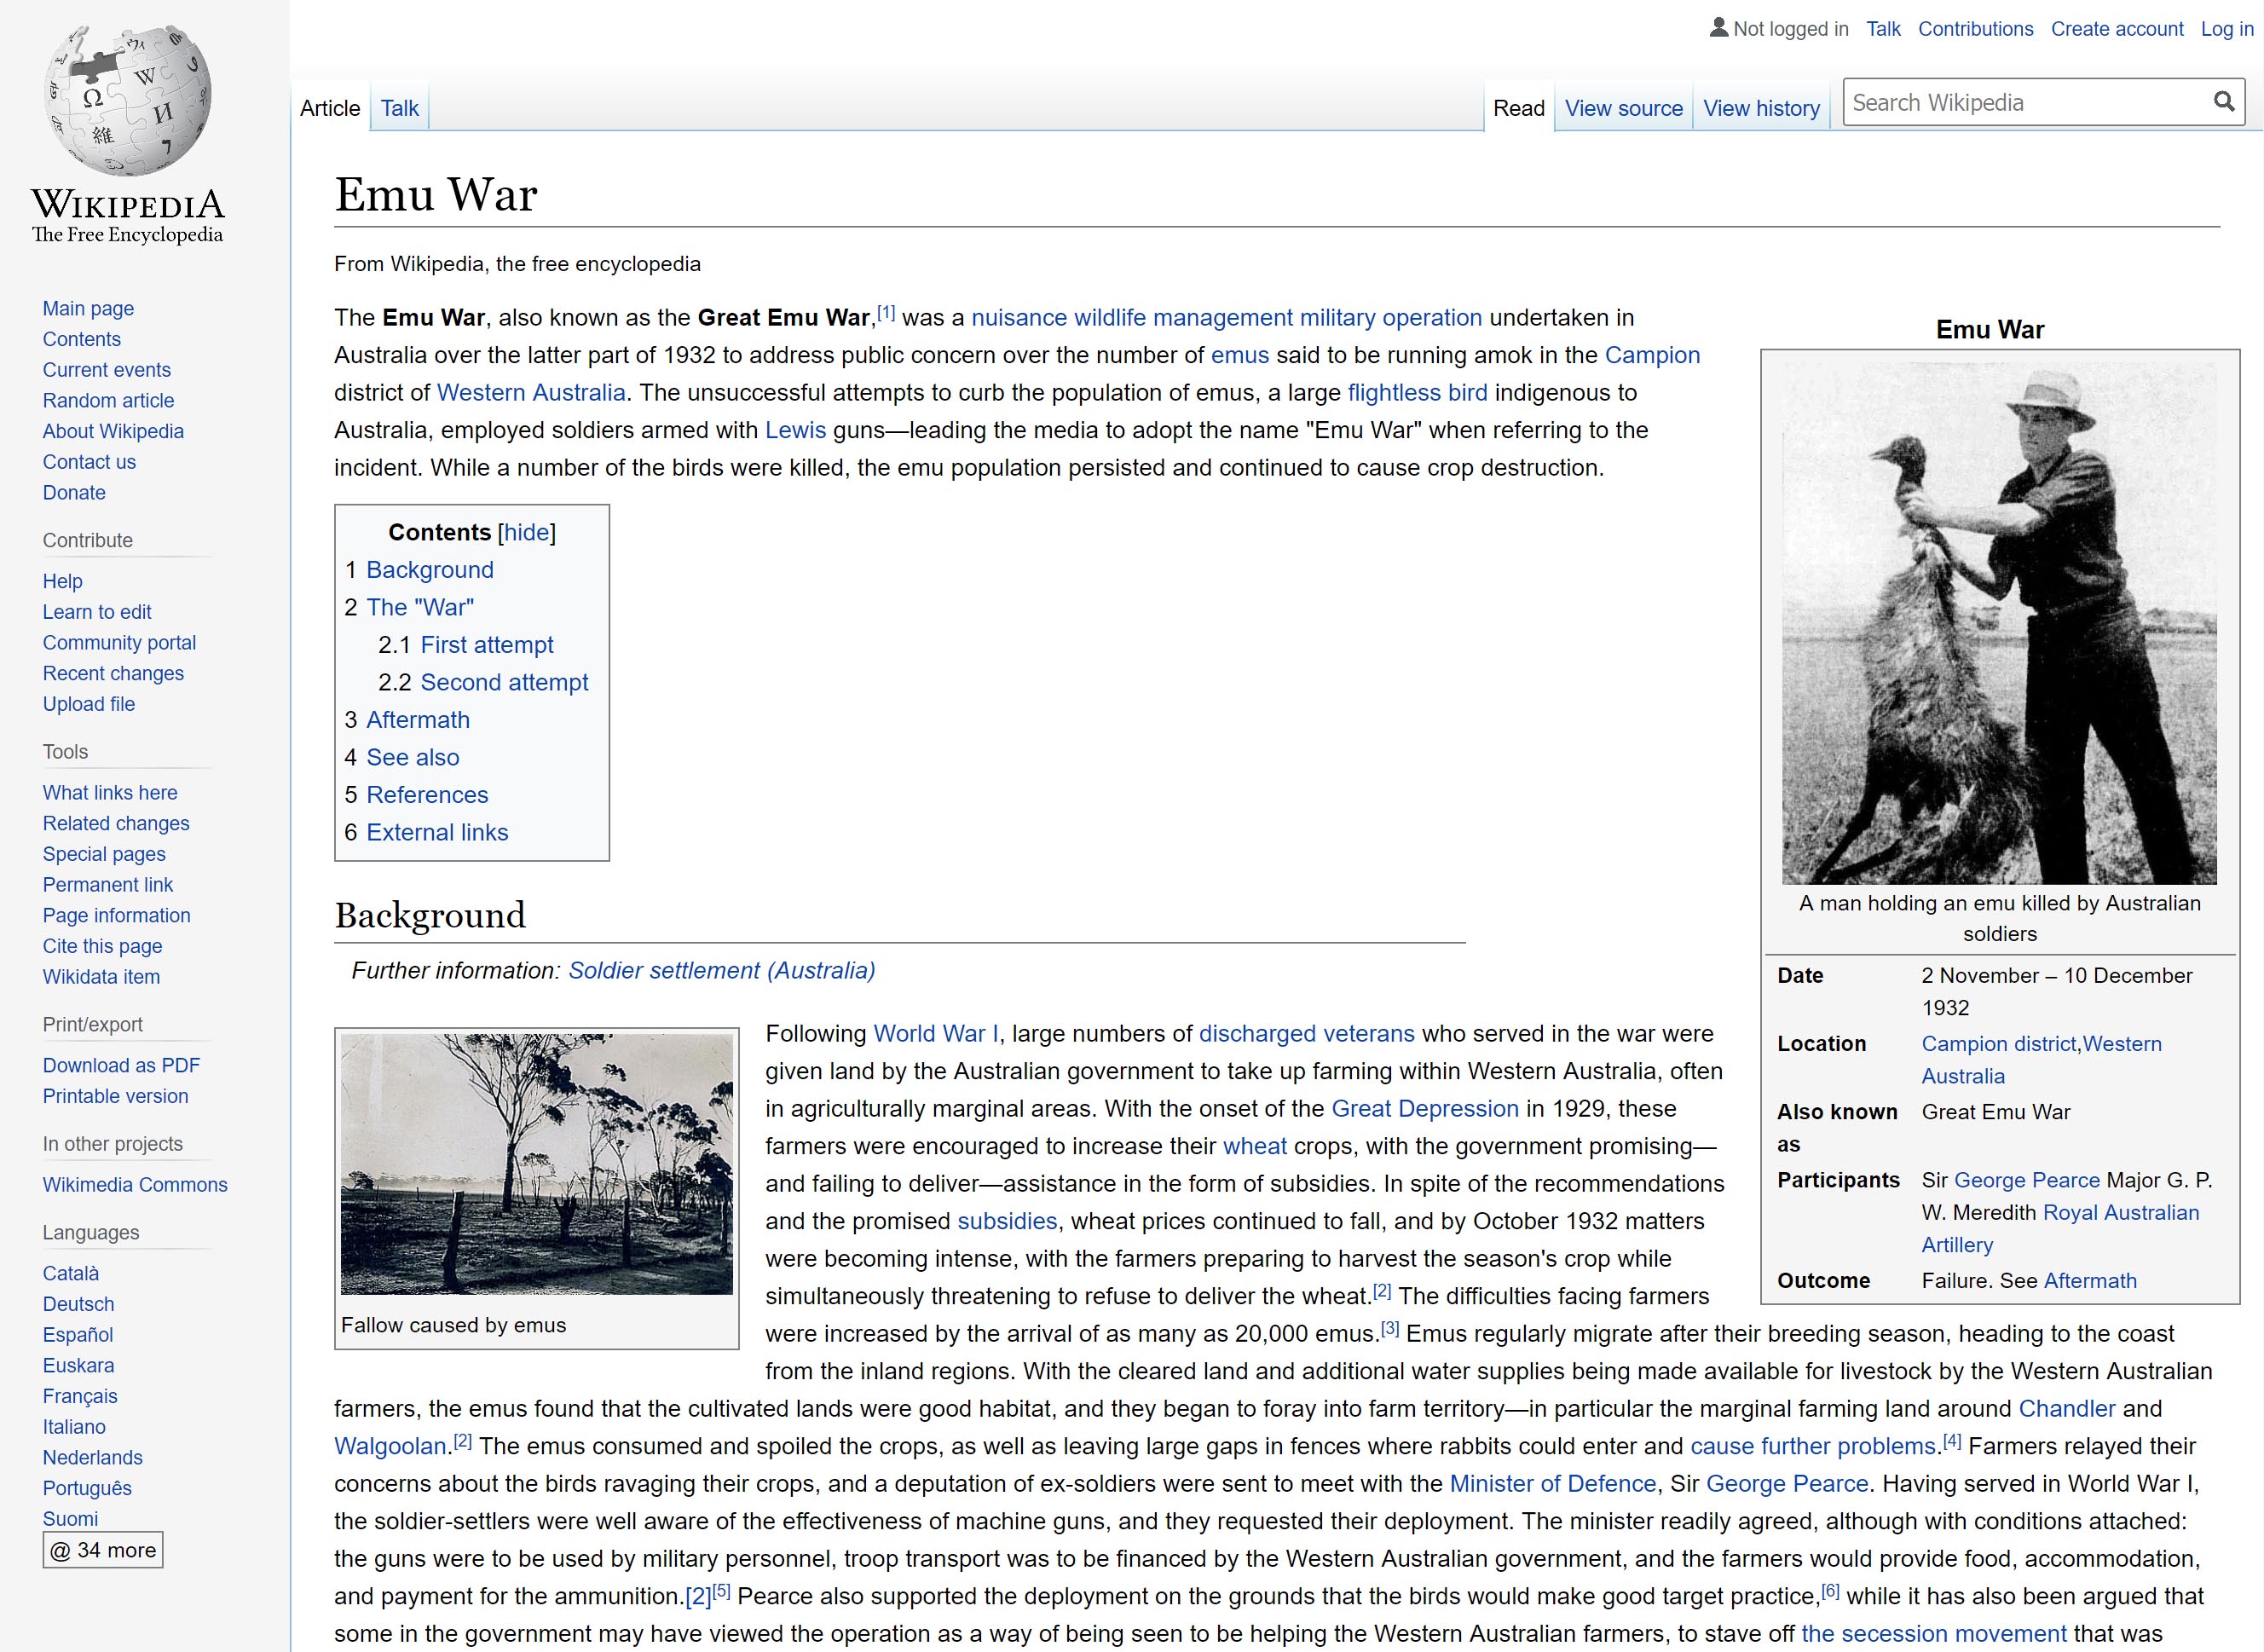 WIKIPEDIA
The Free Encyclopedia
Main page
Contents
Current events
Random article
About Wikipedia
Contact us
Donate
Contribute
Help
Learn to edit
Community portal
Recent changes
Upload file
Tools
What links here
Related changes
Special pages
Permanent link
Page information
Cite this page
Wikidata item
Print/export
Download as PDF
Printable version
In other projects
Wikimedia Commons
Languages
Català
Deutsch
Español
Euskara
Français
Italiano
Nederlands
Português
Suomi
@ 34 more
Not logged in Talk Contributions Create account Log in
Article Talk
Read View source View history Search Wikipedia
Emu War
From Wikipedia, the free encyclopedia
The Emu War, also known as the Great Emu War,[1] was a nuisance wildlife management military operation undertaken in
Australia over the latter part of 1932 to address public concern over the number of emus said to be running amok in the Campion
district of Western Australia. The unsuccessful attempts to curb the population of emus, a large flightless bird indigenous to
Australia, employed soldiers armed with Lewis guns—leading the media to adopt the name "Emu War" when referring to the
incident. While a number of the birds were killed, the emu population persisted and continued to cause crop destruction.
Contents [hide]
1 Background
2 The "War"
2.1 First attempt
2.2 Second attempt
3 Aftermath
4 See also
5 References
6 External links
Emu War
A man holding an emu killed by Australian
soldiers
Date 2 November – 10 December
1932
Location Campion district,Western
Australia
Also known Great Emu War
as
Participants Sir George Pearce Major G. P.
W. Meredith Royal Australian
Artillery
Outcome Failure. See Aftermath
Background
Further information: Soldier settlement (Australia)
Fallow caused by emus
Following World War I, large numbers of discharged veterans who served in the war were
given land by the Australian government to take up farming within Western Australia, often
in agriculturally marginal areas. With the onset of the Great Depression in 1929, these
farmers were encouraged to increase their wheat crops, with the government promising—
and failing to deliver—assistance in the form of subsidies. In spite of the recommendations
and the promised subsidies, wheat prices continued to fall, and by October 1932 matters
were becoming intense, with the farmers preparing to harvest the season's crop while
simultaneously threatening to refuse to deliver the wheat.[2] The difficulties facing farmers
were increased by the arrival of as many as 20,000 emus.[3] Emus regularly migrate after their breeding season, heading to the coast
from the inland regions. With the cleared land and additional water supplies being made available for livestock by the Western Australian
farmers, the emus found that the cultivated lands were good habitat, and they began to foray into farm territory—in particular the marginal farming land around Chandler and
Walgoolan.[2] The emus consumed and spoiled the crops, as well as leaving large gaps in fences where rabbits could enter and cause further problems.[4] Farmers relayed their
concerns about the birds ravaging their crops, and a deputation of ex-soldiers were sent to meet with the Minister of Defence, Sir George Pearce. Having served in World War I,
the soldier-settlers were well aware of the effectiveness of machine guns, and they requested their deployment. The minister readily agreed, although with conditions attached:
the guns were to be used by military personnel, troop transport was to be financed by the Western Australian government, and the farmers would provide food, accommodation,
and payment for the ammunition.[2][5] Pearce also supported the deployment on the grounds that the birds would make good target practice,[6] while it has also been argued that
some in the government may have viewed the operation as a way of being seen to be helping the Western Australian farmers, to stave off the secession movement that was